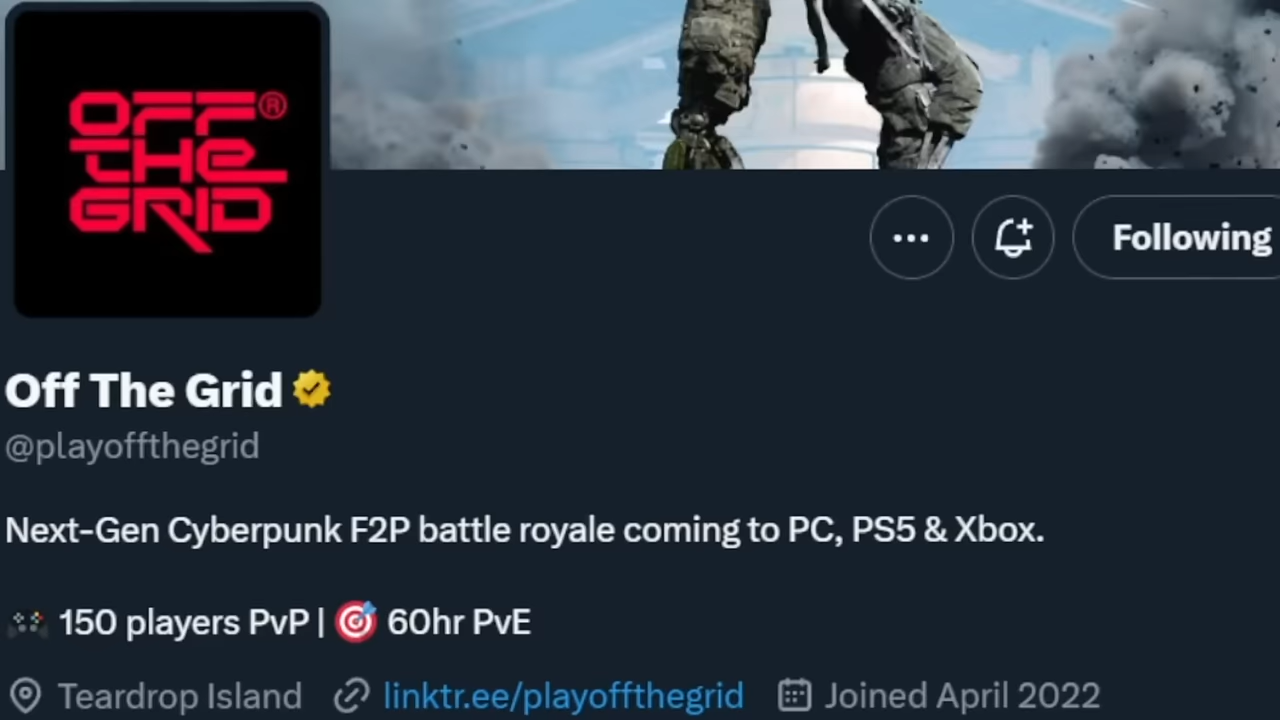 OFF®
THE
GRID
Following
Off The Grid
@playoffthegrid
Next-Gen Cyberpunk F2P battle royale coming to PC, PS5 & Xbox.
🎮 150 players PvP | 🎯 60hr PvE
Teardrop Island linktr.ee/playoffthegrid Joined April 2022